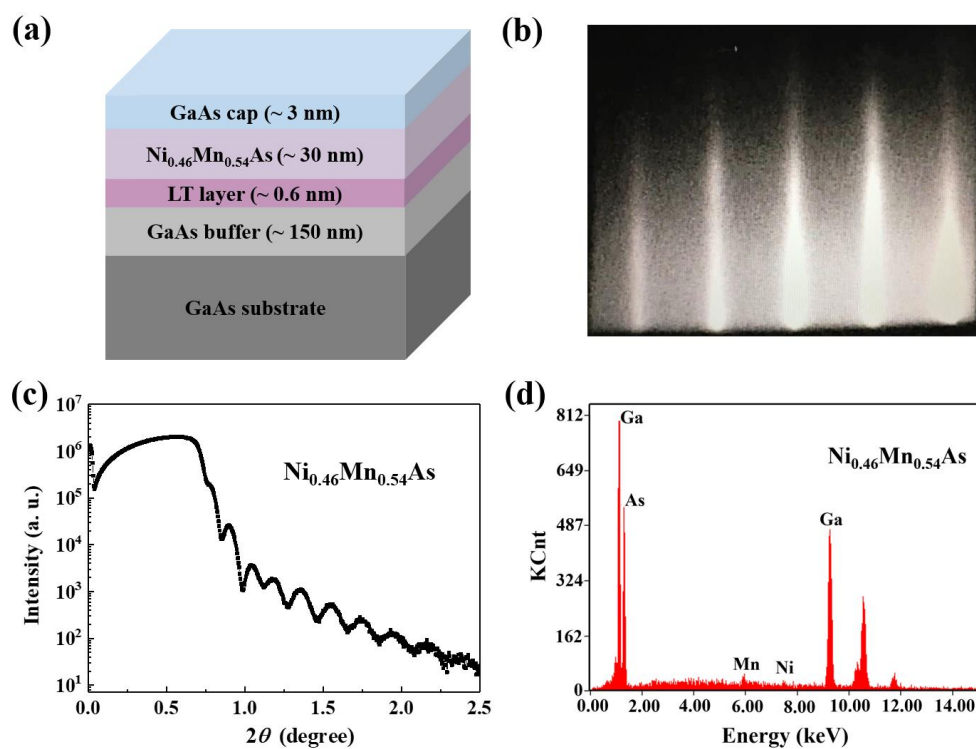 (a)
GaAs cap (~ 3 nm)
Ni0.46Mn0.54As (~ 30 nm)
LT layer (~ 0.6 nm)
GaAs buffer (~ 150 nm)
GaAs substrate
(b)
(c)
10^7
10^6
10^5
10^4
10^3
10^2
10^1
Intensity (a. u.)
Ni0.46Mn0.54As
0.0 0.5 1.0 1.5 2.0 2.5
2θ (degree)
(d)
812
649
487
324
162
0
KCnt
Ga
As
Ni0.46Mn0.54As
Ga
Mn
Ni
0.00 2.00 4.00 6.00 8.00 10.00 12.00 14.00
Energy (keV)